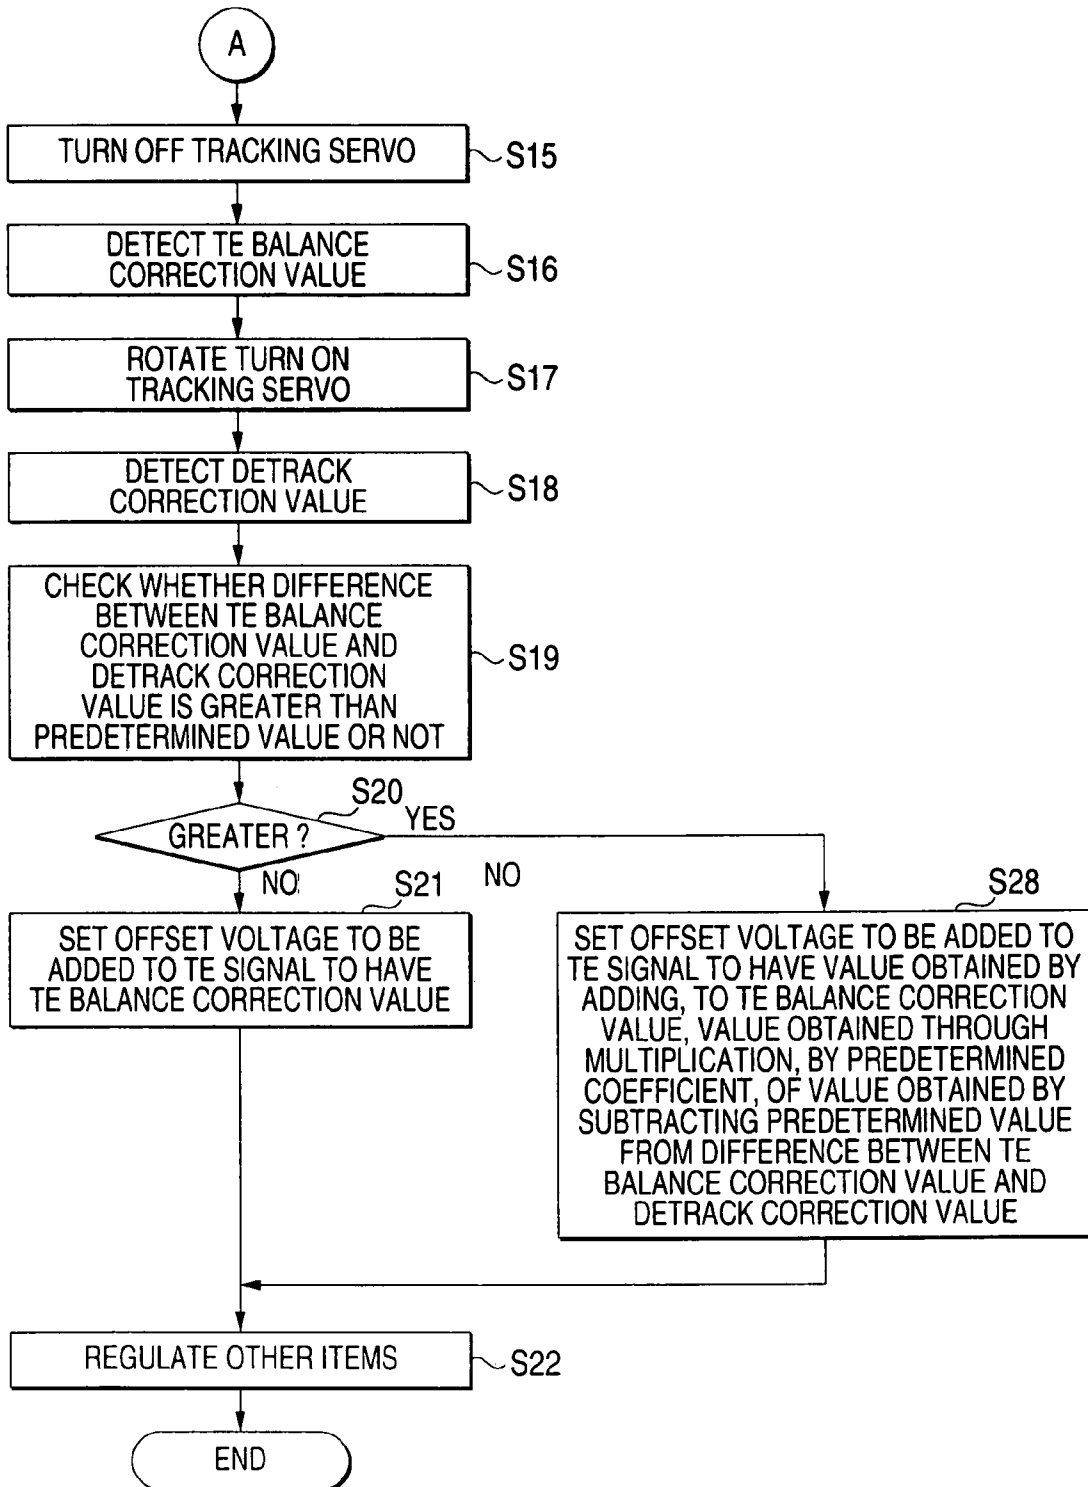 A
TURN OFF TRACKING SERVO
S15
DETECT TE BALANCE
CORRECTION VALUE
S16
ROTATE TURN ON
TRACKING SERVO
S17
DETECT DETRACK
CORRECTION VALUE
S18
CHECK WHETHER DIFFERENCE
BETWEEN TE BALANCE
CORRECTION VALUE AND
DETRACK CORRECTION
VALUE IS GREATER THAN
PREDETERMINED VALUE OR NOT
S19
S20
GREATER ?
YES
NO
NO
S21
SET OFFSET VOLTAGE TO BE
ADDED TO TE SIGNAL TO HAVE
TE BALANCE CORRECTION VALUE
S28
SET OFFSET VOLTAGE TO BE ADDED TO
TE SIGNAL TO HAVE VALUE OBTAINED BY
ADDING, TO TE BALANCE CORRECTION
VALUE, VALUE OBTAINED THROUGH
MULTIPLICATION, BY PREDETERMINED
COEFFICIENT, OF VALUE OBTAINED BY
SUBTRACTING PREDETERMINED VALUE
FROM DIFFERENCE BETWEEN TE
BALANCE CORRECTION VALUE AND
DETRACK CORRECTION VALUE
REGULATE OTHER ITEMS
S22
END